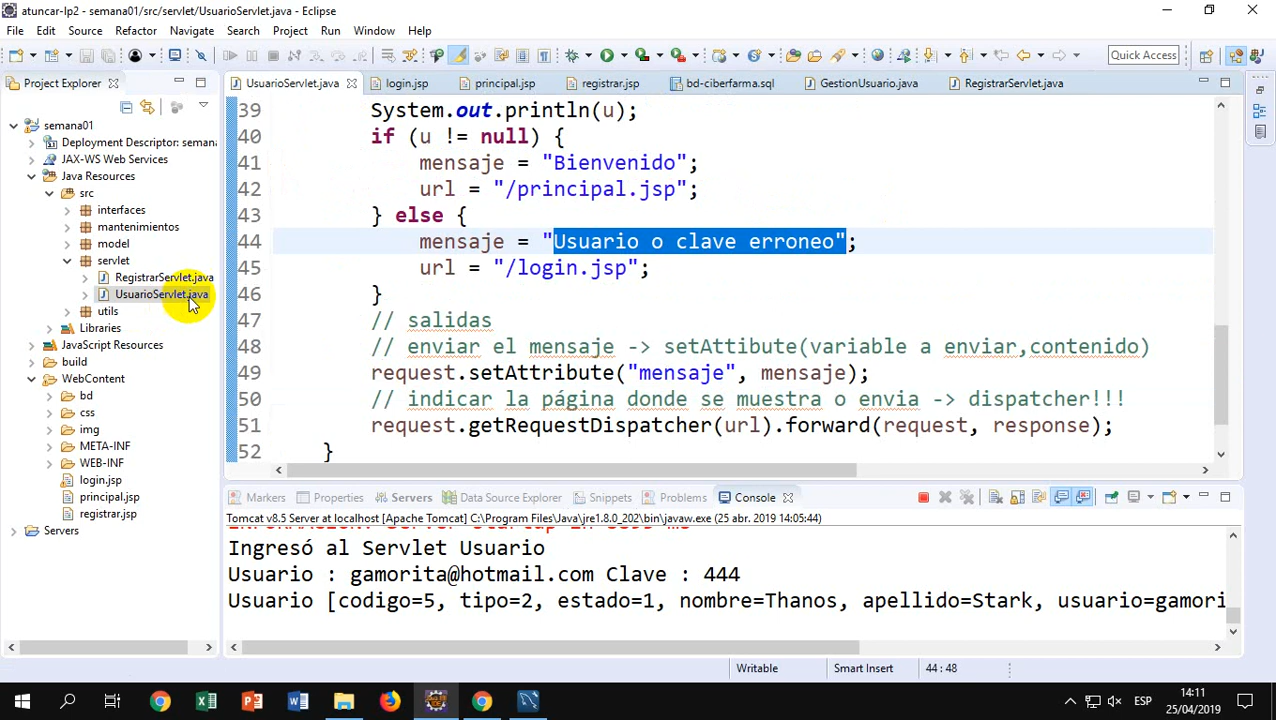 atuncar-lp2 - semana01/src/servlet/UsuarioServlet.java - Eclipse
File Edit Source Refactor Navigate Search Project Run Window Help
Quick Access
Project Explorer
UsuarioServlet.java login.jsp principal.jsp registrar.jsp bd-ciberfarma.sql GestionUsuario.java RegistrarServlet.java
semana01
Deployment Descriptor: semana
JAX-WS Web Services
Java Resources
src
interfaces
mantenimientos
model
servlet
RegistrarServlet.java
UsuarioServlet.java
utils
Libraries
JavaScript Resources
build
WebContent
bd
css
img
META-INF
WEB-INF
login.jsp
principal.jsp
registrar.jsp
Servers
39 System.out.println(u);
40 if (u != null) {
41 mensaje = "Bienvenido";
42 url = "/principal.jsp";
43 } else {
44 mensaje = "Usuario o clave erroneo";
45 url = "/login.jsp";
46 }
47 // salidas
48 // enviar el mensaje -> setAttibute(variable a enviar,contenido)
49 request.setAttribute("mensaje", mensaje);
50 // indicar la página donde se muestra o envia -> dispatcher!!!
51 request.getRequestDispatcher(url).forward(request, response);
52 }
Markers Properties Servers Data Source Explorer Snippets Problems Console
Tomcat v8.5 Server at localhost [Apache Tomcat] C:\Program Files\Java\jre1.8.0_202\bin\javaw.exe (25 abr. 2019 14:05:44)
Ingresó al Servlet Usuario
Usuario : gamorita@hotmail.com Clave : 444
Usuario [codigo=5, tipo=2, estado=1, nombre=Thanos, apellido=Stark, usuario=gamori
Writable Smart Insert 44 : 48
ESP
14:11
25/04/2019